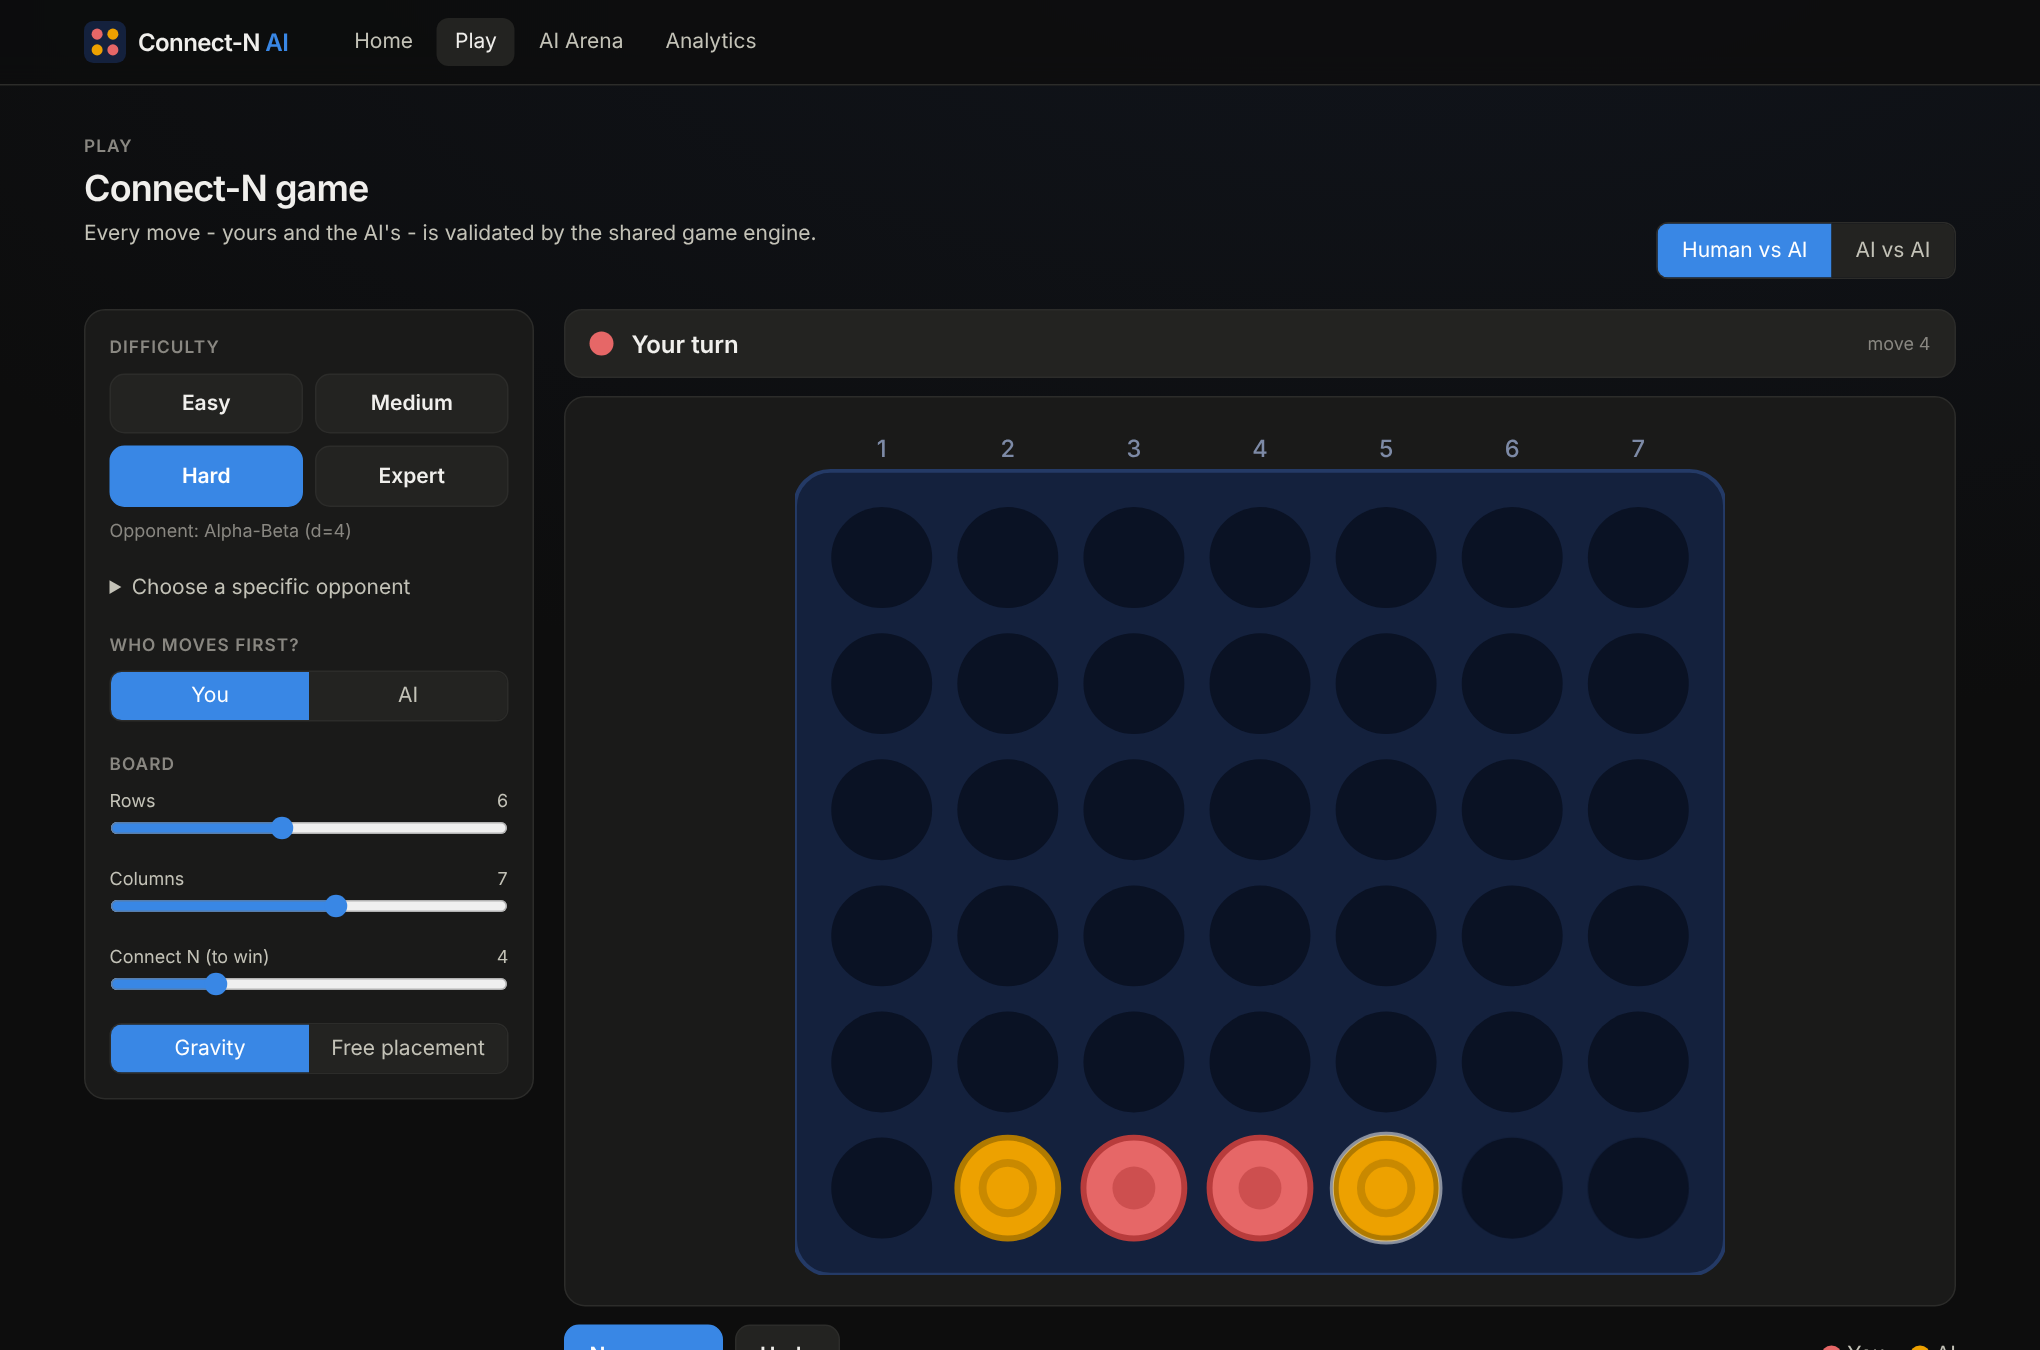 Connect-N AI
Home
Play
AI Arena
Analytics
PLAY
Connect-N game
Every move - yours and the AI's - is validated by the shared game engine.
Human vs AI
AI vs AI
DIFFICULTY
Easy
Medium
Hard
Expert
Opponent: Alpha-Beta (d=4)
Choose a specific opponent
WHO MOVES FIRST?
You
AI
BOARD
Rows
6
Columns
7
Connect N (to win)
4
Gravity
Free placement
Your turn
move 4
1
2
3
4
5
6
7